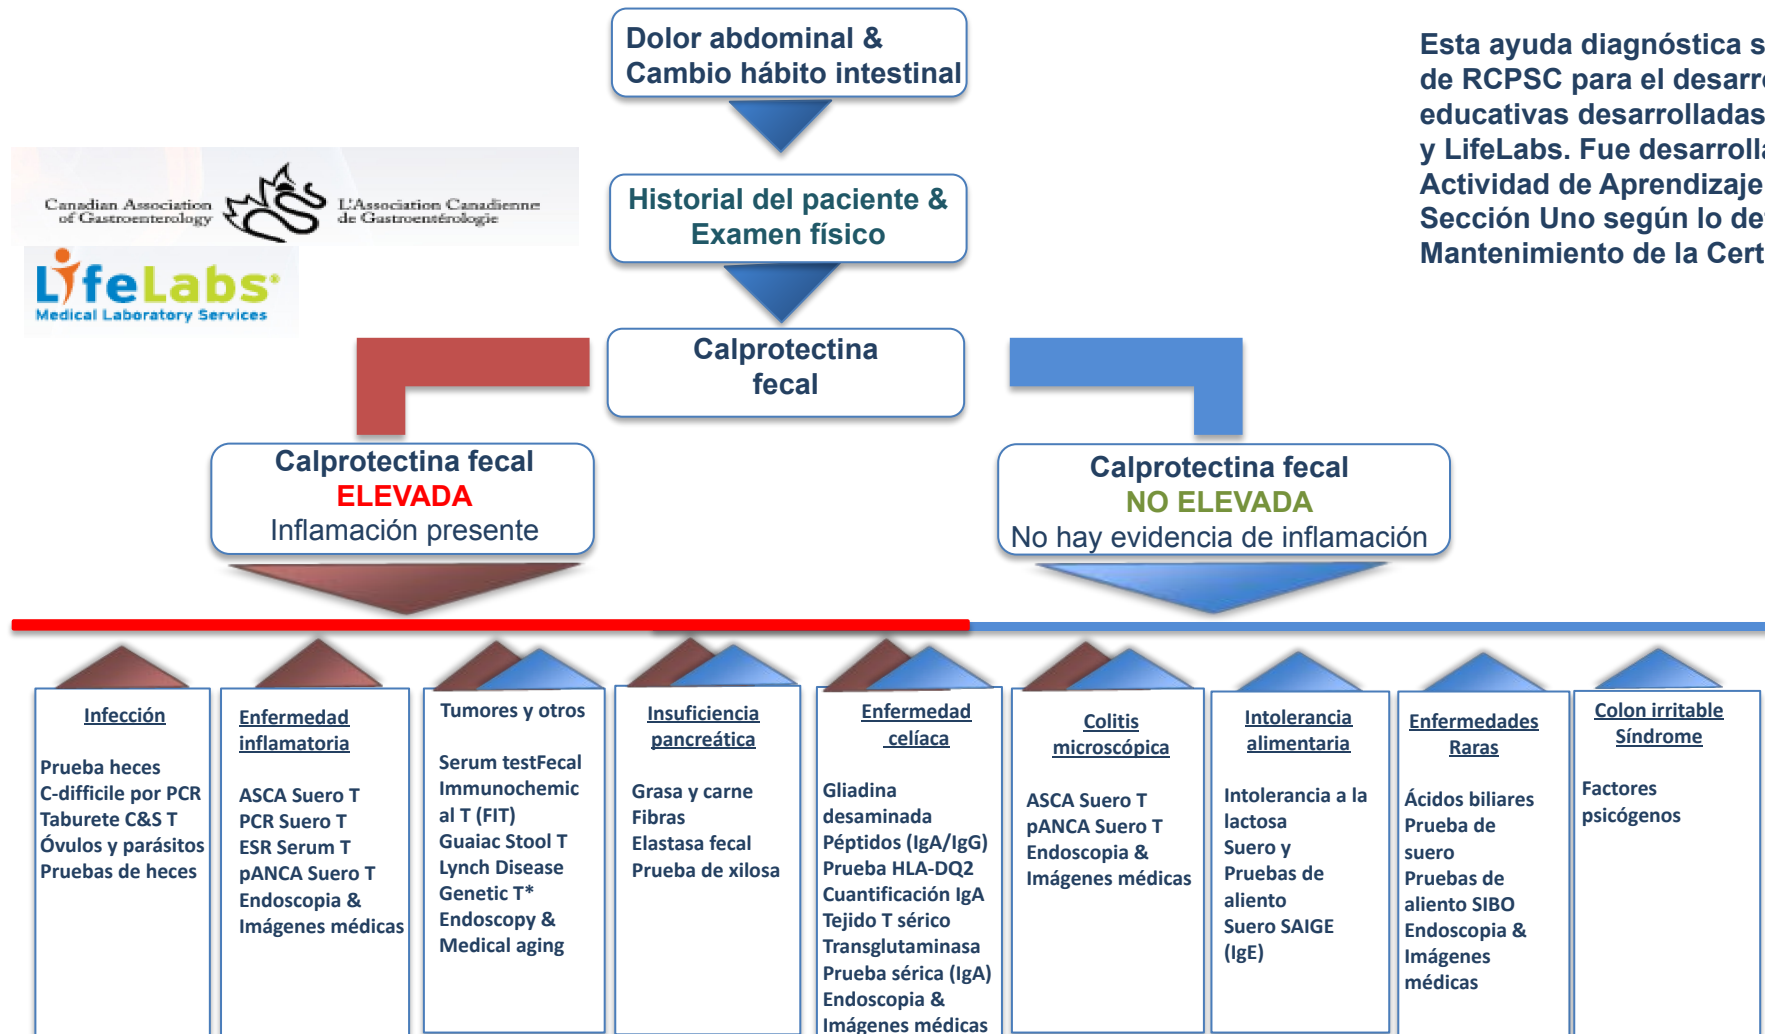 Dolor abdominal &
Cambio hábito intestinal
Esta ayuda diagnóstica s
de RCPSC para el desarr
educativas desarrolladas
y LifeLabs. Fue desarroll
Actividad de Aprendizaje
Sección Uno según lo de
Mantenimiento de la Cert
Canadian Association
of Gastroenterology
L'Association Canadienne
de Gastroentérologie
LifeLabs
Medical Laboratory Services
Historial del paciente &
Examen físico
Calprotectina
fecal
Calprotectina fecal
ELEVADA
Inflamación presente
Calprotectina fecal
NO ELEVADA
No hay evidencia de inflamación
Infección
Prueba heces
C-difficile por PCR
Taburete C&S T
Óvulos y parásitos
Pruebas de heces
Enfermedad
inflamatoria
ASCA Suero T
PCR Suero T
ESR Serum T
pANCA Suero T
Endoscopia &
Imágenes médicas
Tumores y otros
Serum testFecal
Immunochemic
al T (FIT)
Guaiac Stool T
Lynch Disease
Genetic T*
Endoscopy &
Medical aging
Insuficiencia
pancreática
Grasa y carne
Fibras
Elastasa fecal
Prueba de xilosa
Enfermedad
celíaca
Gliadina
desaminada
Péptidos (IgA/IgG)
Prueba HLA-DQ2
Cuantificación IgA
Tejido T sérico
Transglutaminasa
Prueba sérica (IgA)
Endoscopia &
Imágenes médicas
Colitis
microscópica
ASCA Suero T
pANCA Suero T
Endoscopia &
Imágenes médicas
Intolerancia
alimentaria
Intolerancia a la
lactosa
Suero y
Pruebas de
aliento
Suero SAIGE
(IgE)
Enfermedades
Raras
Ácidos biliares
Prueba de
suero
Pruebas de
aliento SIBO
Endoscopia &
Imágenes
médicas
Colon irritable
Síndrome
Factores
psicógenos